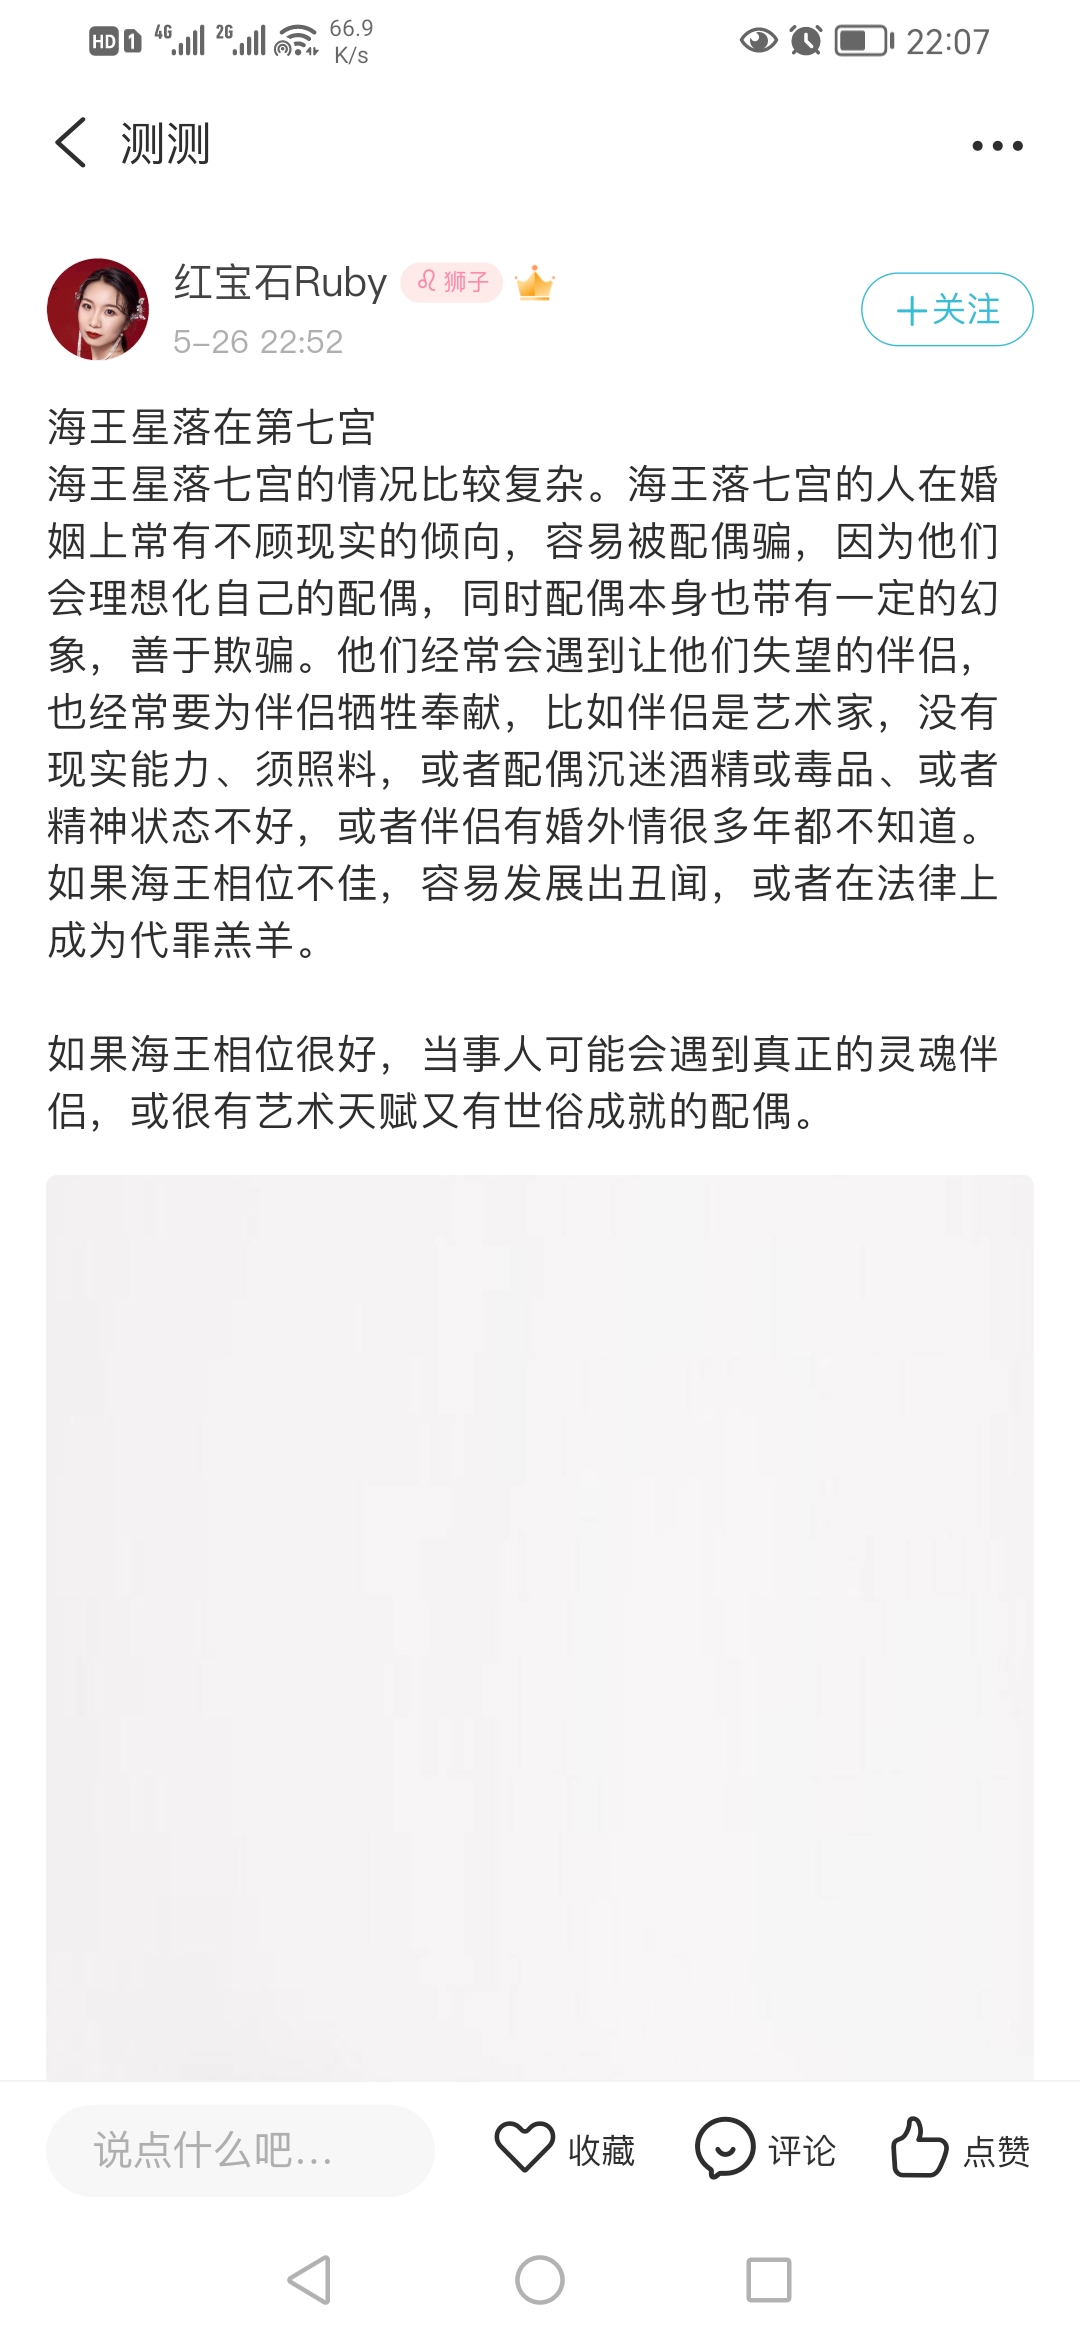 HD 1 4G 2G 66.9 K/s 22:07
测测
红宝石Ruby 狮子
5-26 22:52
+关注
海王星落在第七宫
海王星落七宫的情况比较复杂。海王落七宫的人在婚
姻上常有不顾现实的倾向，容易被配偶骗，因为他们
会理想化自己的配偶，同时配偶本身也带有一定的幻
象，善于欺骗。他们经常会遇到让他们失望的伴侣，
也经常要为伴侣牺牲奉献，比如伴侣是艺术家，没有
现实能力、须照料，或者配偶沉迷酒精或毒品、或者
精神状态不好，或者伴侣有婚外情很多年都不知道。
如果海王相位不佳，容易发展出丑闻，或者在法律上
成为代罪羔羊。
如果海王相位很好，当事人可能会遇到真正的灵魂伴
侣，或很有艺术天赋又有世俗成就的配偶。
说点什么吧... 收藏 评论 点赞